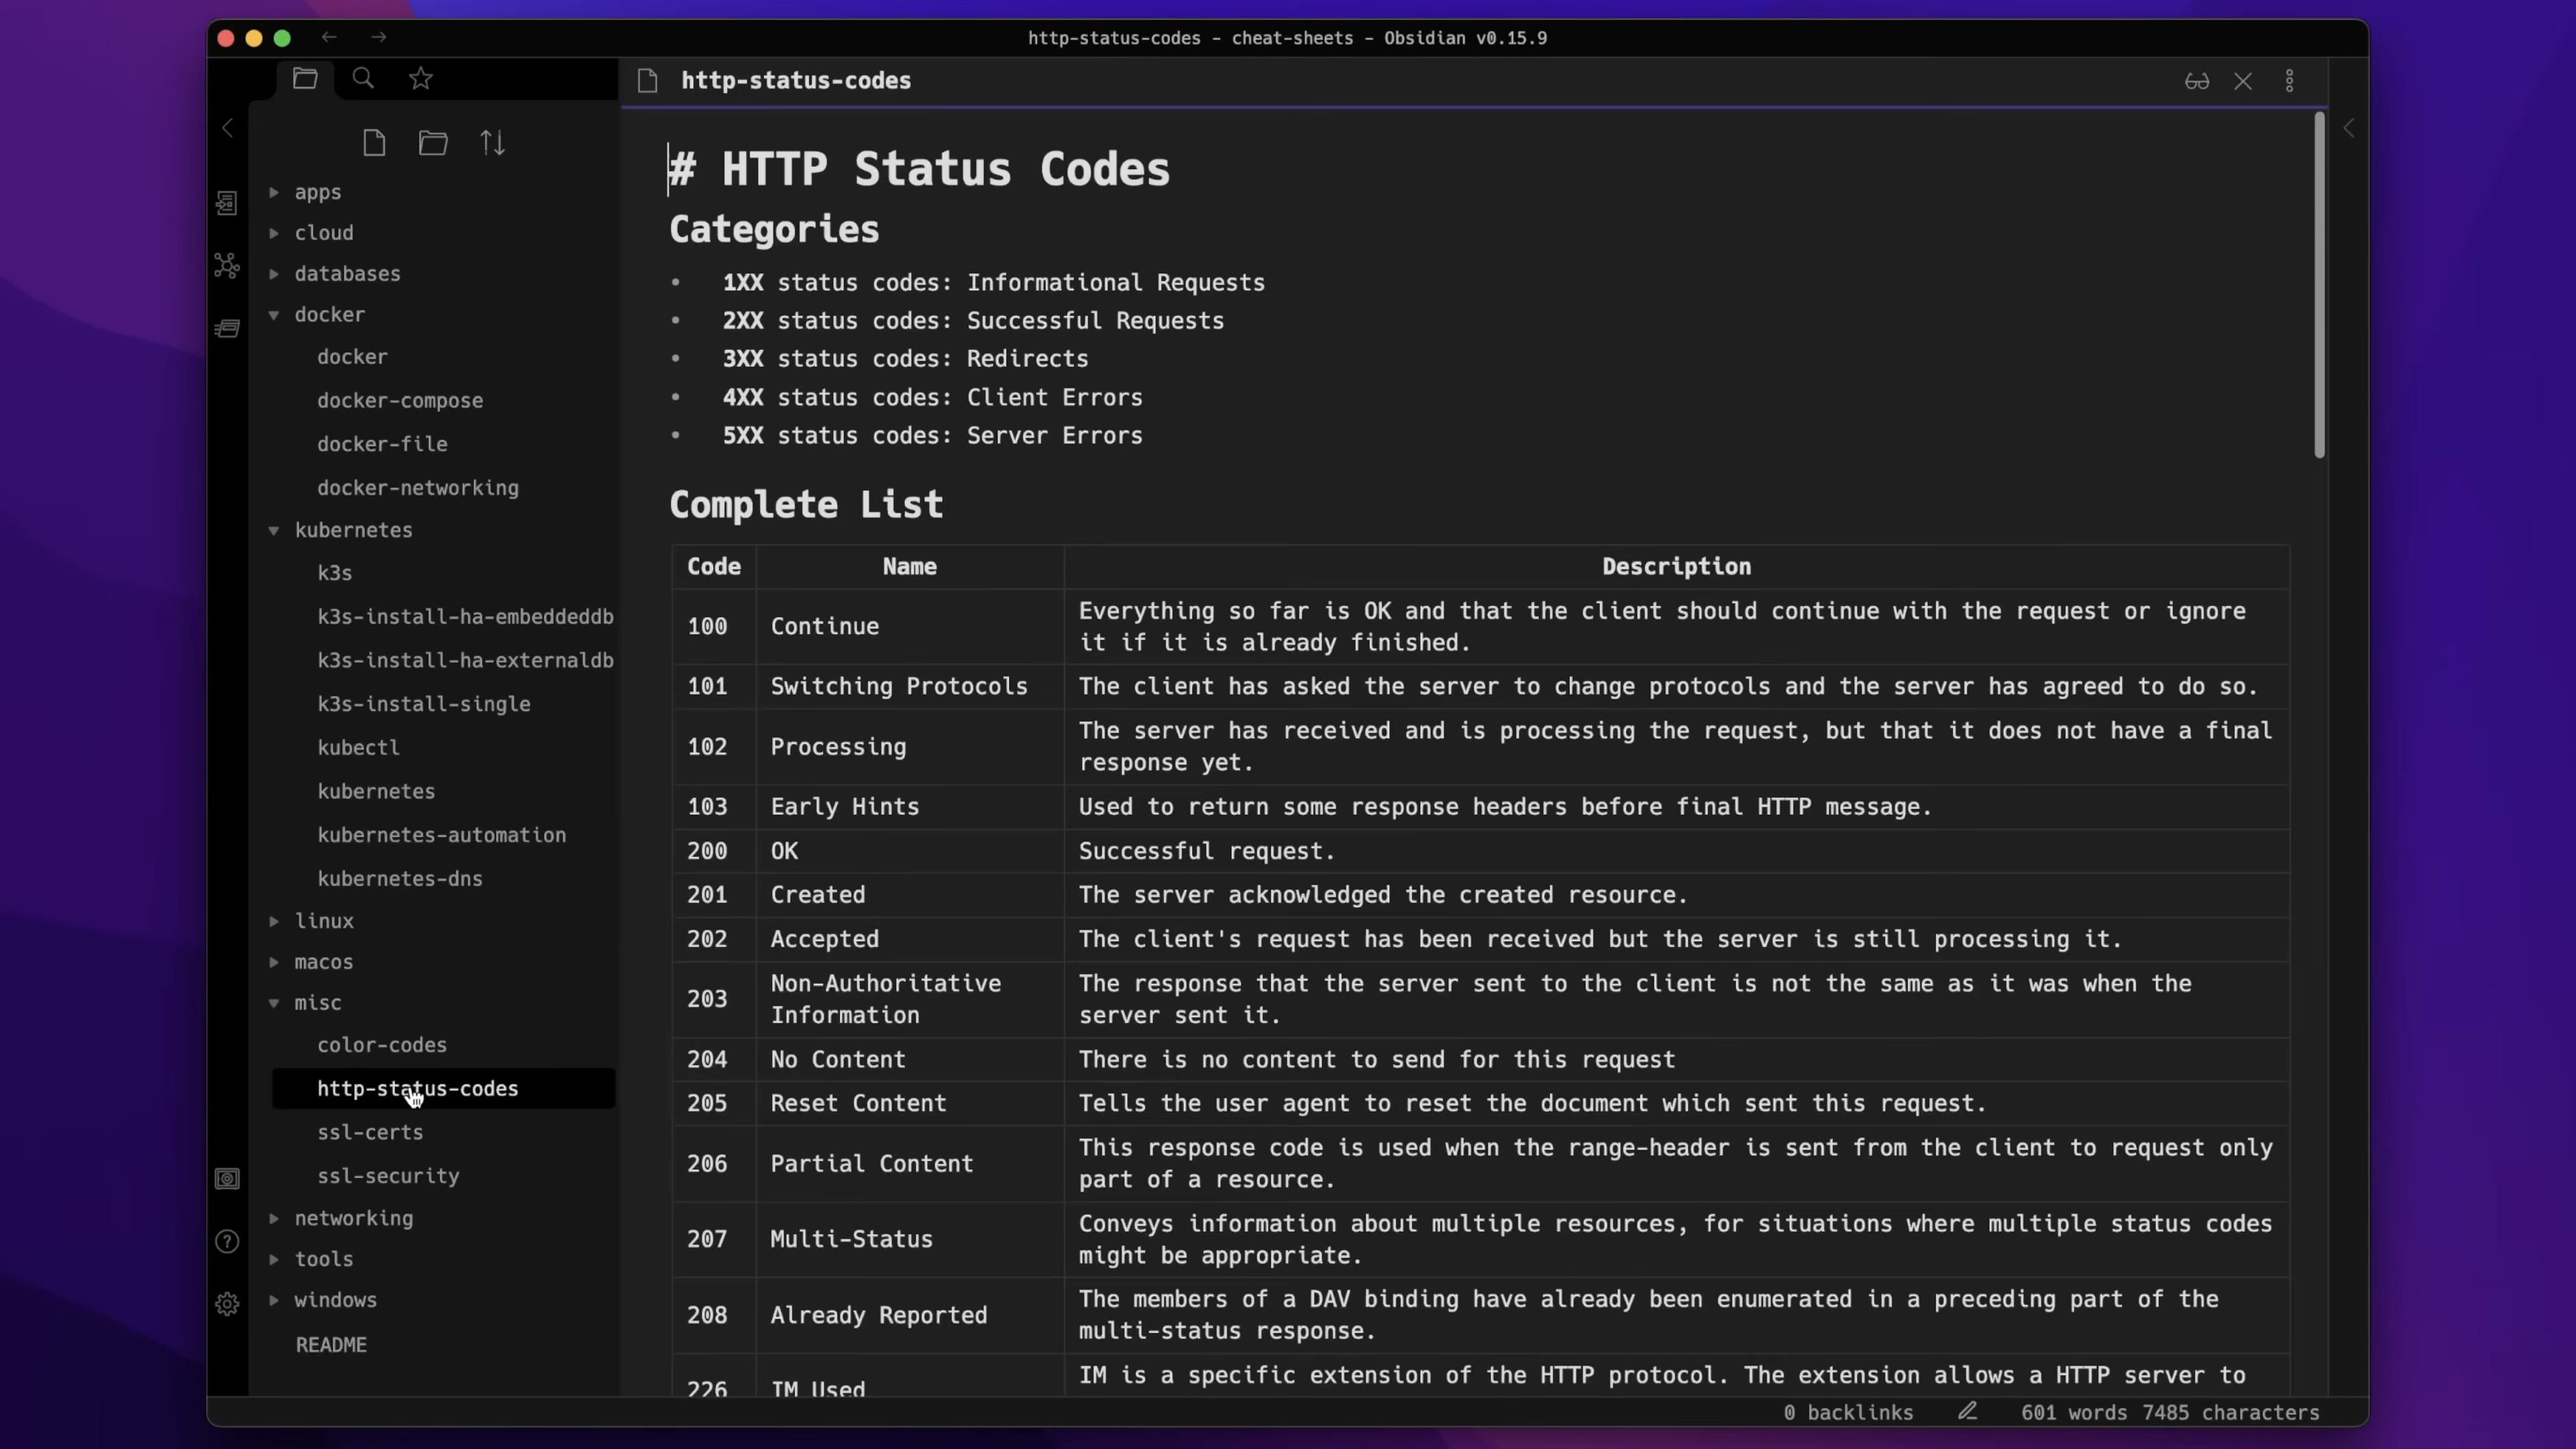 http-status-codes - cheat-sheets - Obsidian v0.15.9
http-status-codes
apps
cloud
databases
docker
docker
docker-compose
docker-file
docker-networking
kubernetes
k3s
k3s-install-ha-embeddeddb
k3s-install-ha-externaldb
k3s-install-single
kubectl
kubernetes
kubernetes-automation
kubernetes-dns
linux
macos
misc
color-codes
http-status-codes
ssl-certs
ssl-security
networking
tools
windows
README
# HTTP Status Codes
Categories
• 1XX status codes: Informational Requests
• 2XX status codes: Successful Requests
• 3XX status codes: Redirects
• 4XX status codes: Client Errors
• 5XX status codes: Server Errors
Complete List
Code Name Description
100 Continue Everything so far is OK and that the client should continue with the request or ignore
it if it is already finished.
101 Switching Protocols The client has asked the server to change protocols and the server has agreed to do so.
102 Processing The server has received and is processing the request, but that it does not have a final
response yet.
103 Early Hints Used to return some response headers before final HTTP message.
200 OK Successful request.
201 Created The server acknowledged the created resource.
202 Accepted The client's request has been received but the server is still processing it.
203 Non-Authoritative The response that the server sent to the client is not the same as it was when the
Information server sent it.
204 No Content There is no content to send for this request
205 Reset Content Tells the user agent to reset the document which sent this request.
206 Partial Content This response code is used when the range-header is sent from the client to request only
part of a resource.
207 Multi-Status Conveys information about multiple resources, for situations where multiple status codes
might be appropriate.
208 Already Reported The members of a DAV binding have already been enumerated in a preceding part of the
multi-status response.
226 IM Used IM is a specific extension of the HTTP protocol. The extension allows a HTTP server to
0 backlinks 601 words 7485 characters